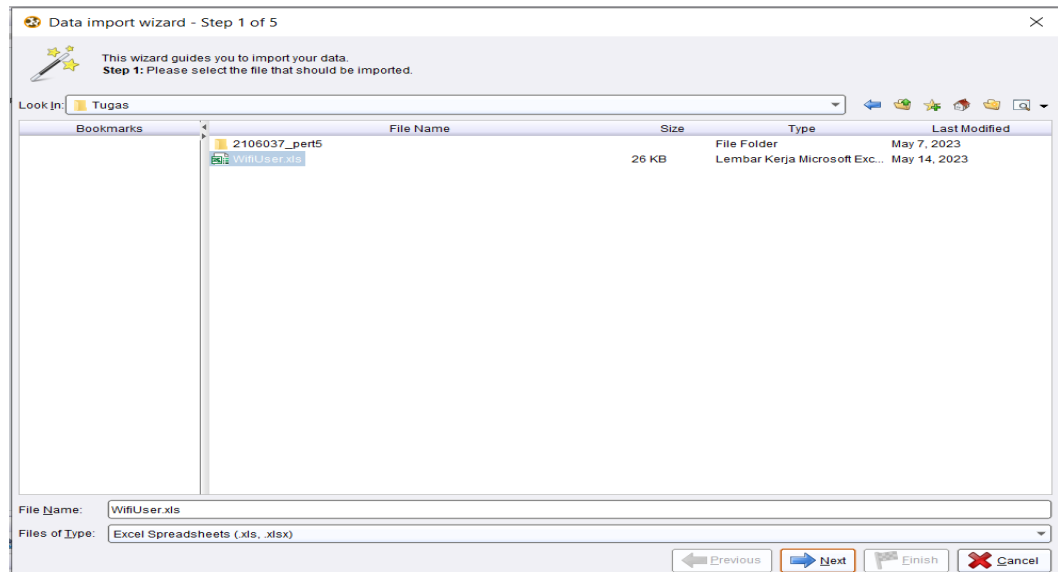 Data import wizard - Step 1 of 5
This wizard guides you to import your data.
Step 1: Please select the file that should be imported.
Look In: Tugas
Bookmarks File Name Size Type Last Modified
2106037_pert5 File Folder May 7, 2023
WifiUser.xls 26 KB Lembar Kerja Microsoft Exc... May 14, 2023
File Name: WifiUser.xls
Files of Type: Excel Spreadsheets (.xls, .xlsx)
Previous Next Finish Cancel